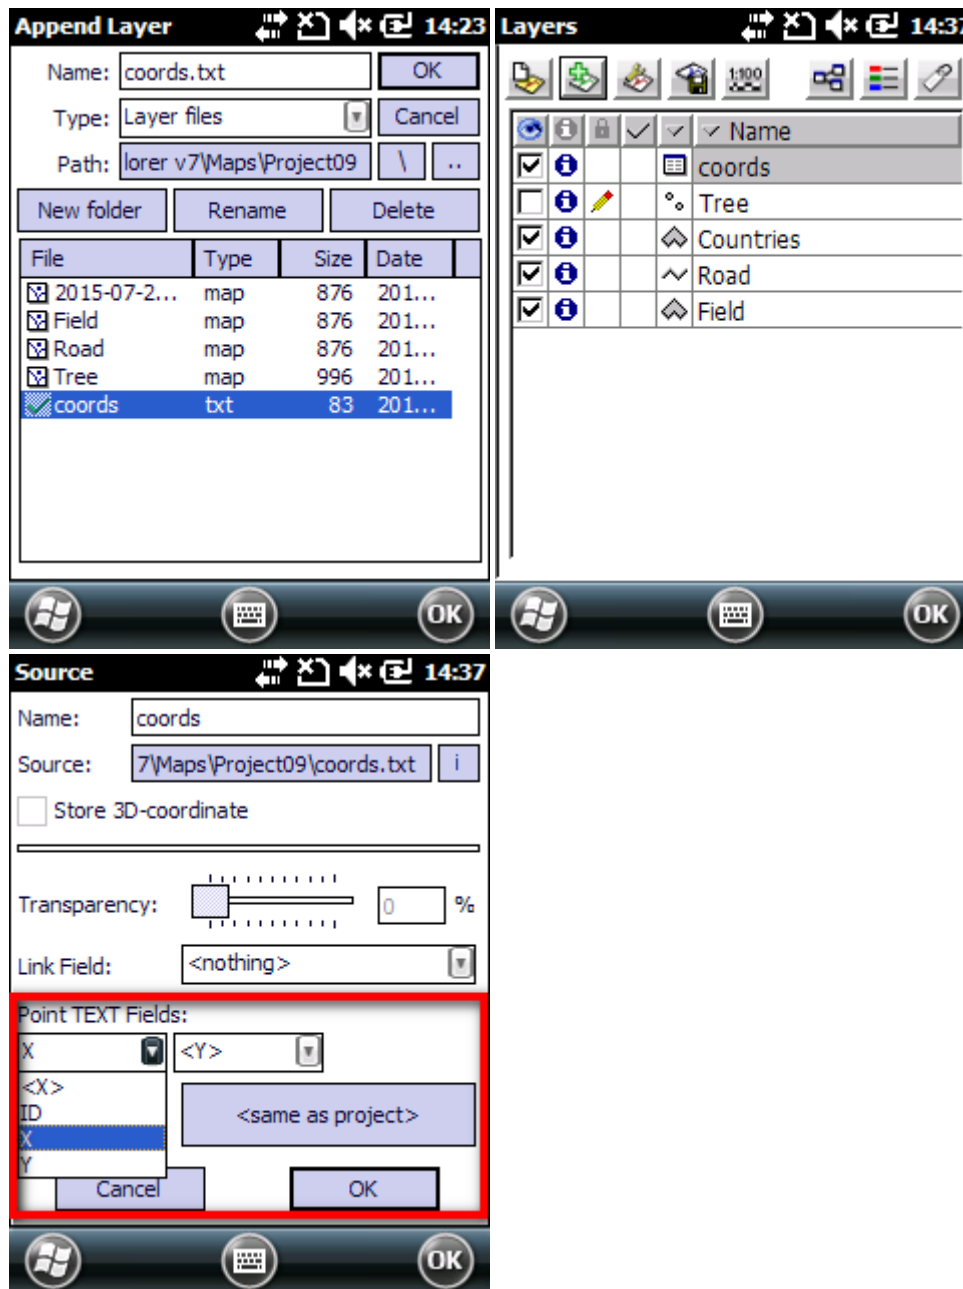 Append Layer 14:23
Name: coords.txt OK
Type: Layer files Cancel
Path: lorer v7\Maps\Project09 \ ..
New folder Rename Delete
File Type Size Date
2015-07-2... map 876 201...
Field map 876 201...
Road map 876 201...
Tree map 996 201...
coords txt 83 201...
OK
Layers 14:37
1:100
Name
coords
Tree
Countries
Road
Field
OK
Source 14:37
Name: coords
Source: 7\Maps\Project09\coords.txt i
Store 3D-coordinate
Transparency: 0 %
Link Field: <nothing>
Point TEXT Fields:
X <Y>
<X>
ID <same as project>
X
Y
Cancel OK
OK